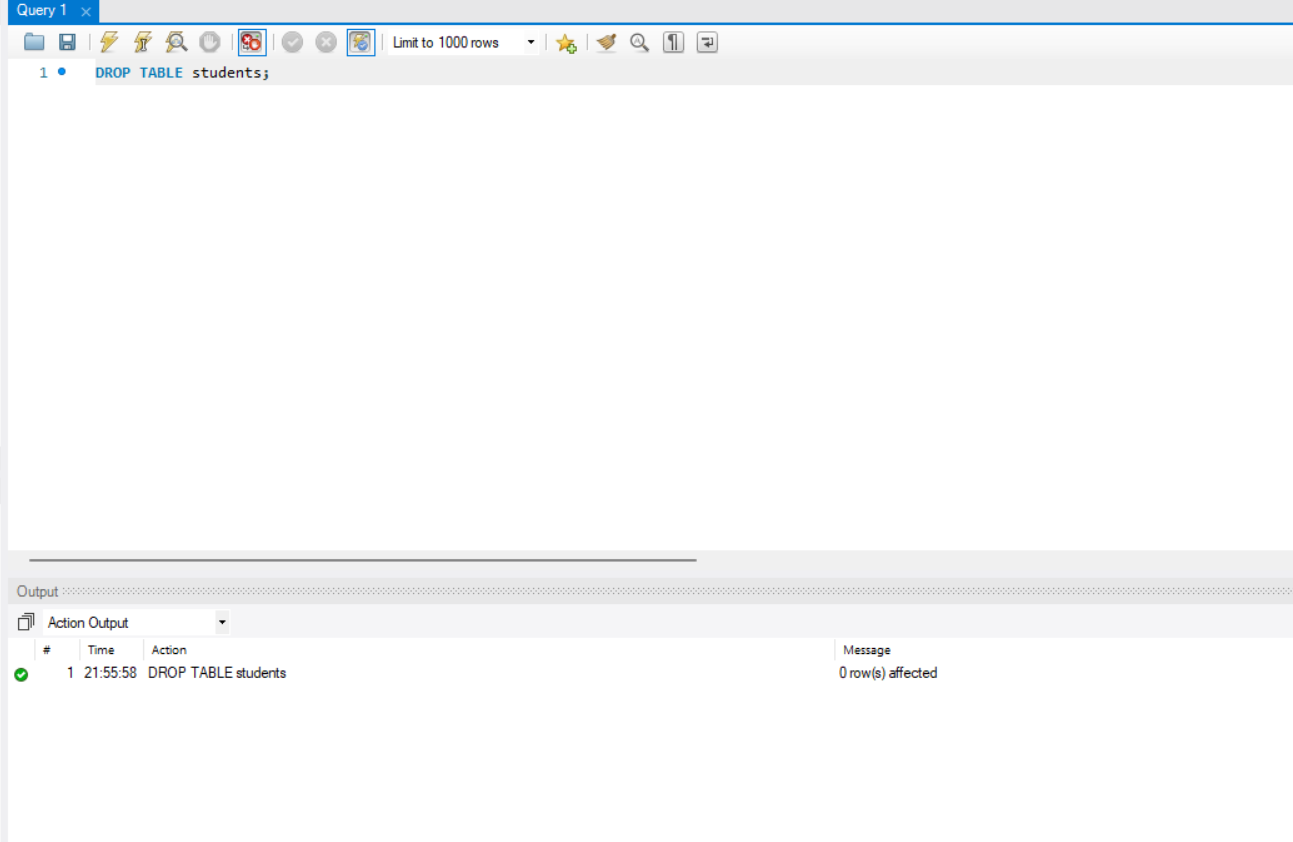 Query 1
Limit to 1000 rows
1 DROP TABLE students;
Output
Action Output
# Time Action Message
1 21:55:58 DROP TABLE students 0 row(s) affected